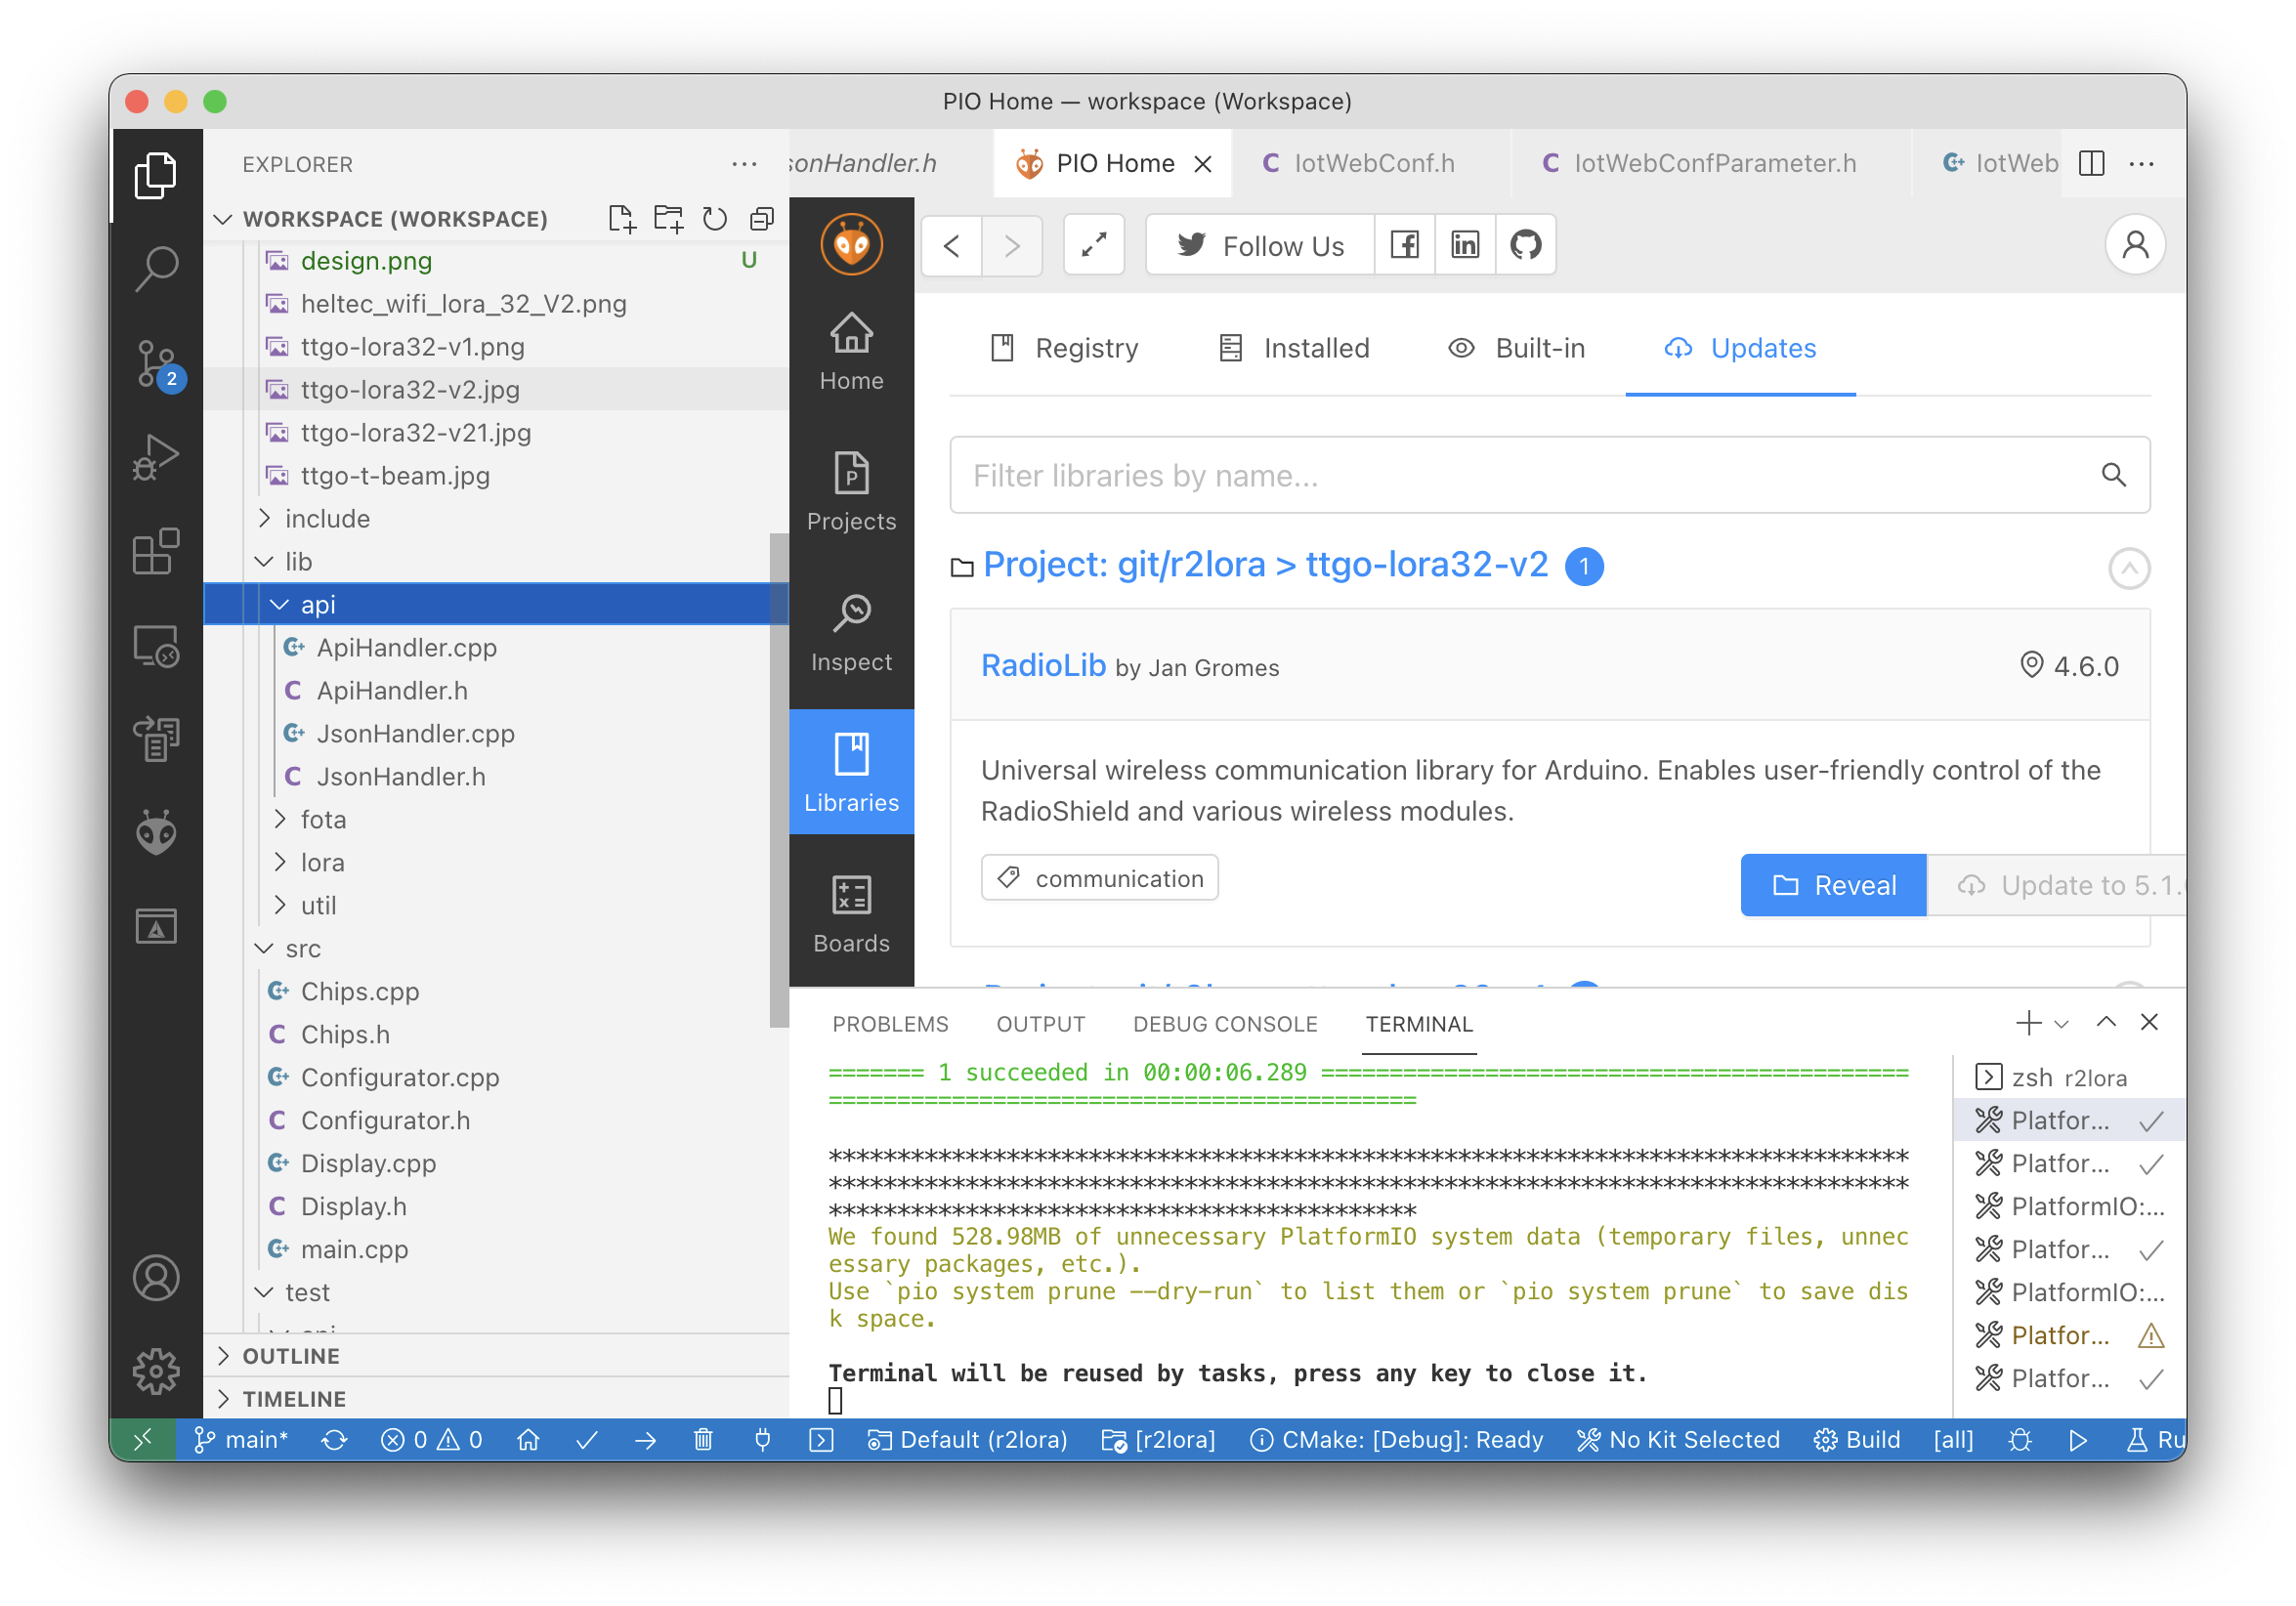 PIO Home — workspace (Workspace)
EXPLORER
WORKSPACE (WORKSPACE)
design.png U
heltec_wifi_lora_32_V2.png
ttgo-lora32-v1.png
ttgo-lora32-v2.jpg
ttgo-lora32-v21.jpg
ttgo-t-beam.jpg
include
lib
api
ApiHandler.cpp
ApiHandler.h
JsonHandler.cpp
JsonHandler.h
fota
lora
util
src
Chips.cpp
Chips.h
Configurator.cpp
Configurator.h
Display.cpp
Display.h
main.cpp
test
OUTLINE
TIMELINE
2
sonHandler.h
PIO Home
IotWebConf.h
IotWebConfParameter.h
IotWeb
Follow Us
Home
Projects
Inspect
Libraries
Boards
Registry
Installed
Built-in
Updates
Filter libraries by name...
Project: git/r2lora > ttgo-lora32-v2 1
RadioLib by Jan Gromes
4.6.0
Universal wireless communication library for Arduino. Enables user-friendly control of the
RadioShield and various wireless modules.
communication
Reveal
Update to 5.1.
PROBLEMS
OUTPUT
DEBUG CONSOLE
TERMINAL
======= 1 succeeded in 00:00:06.289 ===========================================
===========================================
*******************************************************************************
*******************************************************************************
*******************************************
We found 528.98MB of unnecessary PlatformIO system data (temporary files, unnec
essary packages, etc.).
Use `pio system prune --dry-run` to list them or `pio system prune` to save dis
k space.
Terminal will be reused by tasks, press any key to close it.
zsh r2lora
Platfor...
Platfor...
PlatformIO:...
Platfor...
PlatformIO:...
Platfor...
Platfor...
main* 0 0 Default (r2lora) [r2lora] CMake: [Debug]: Ready No Kit Selected Build [all] Ru